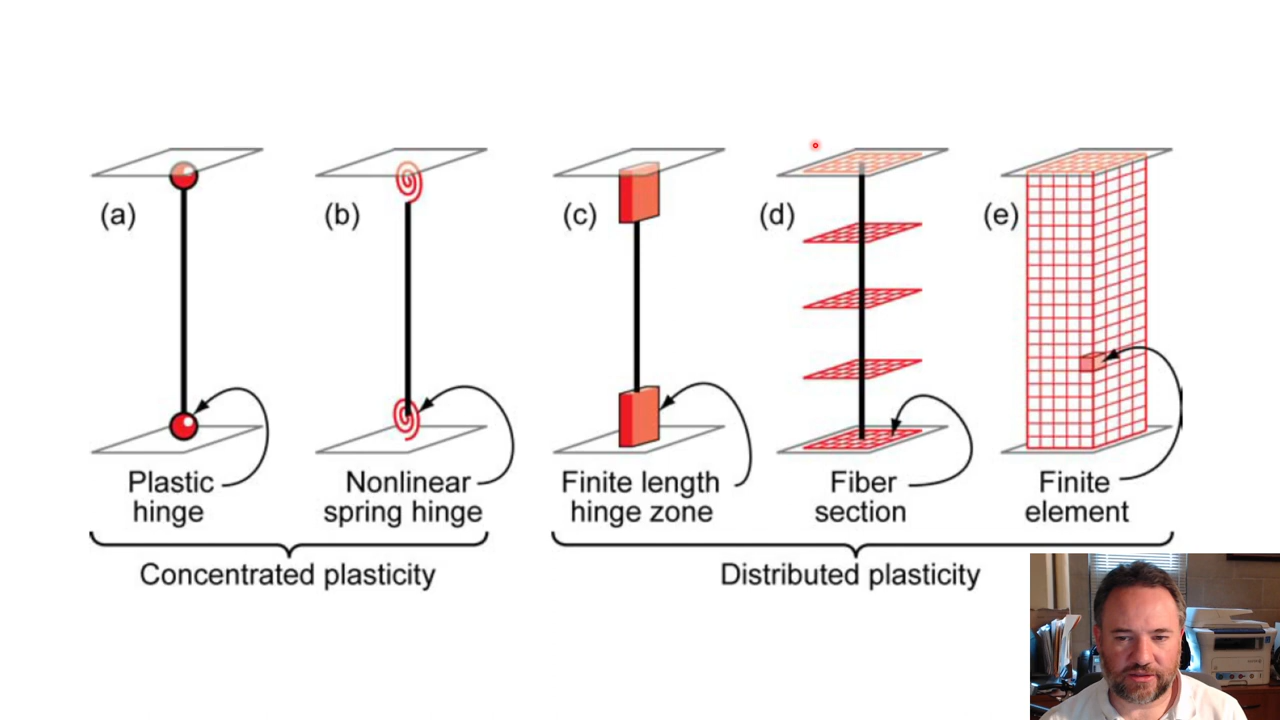 (a)
(b)
(c)
(d)
(e)
Plastic
hinge
Nonlinear
spring hinge
Finite length
hinge zone
Fiber
section
Finite
element
Concentrated plasticity
Distributed plasticity